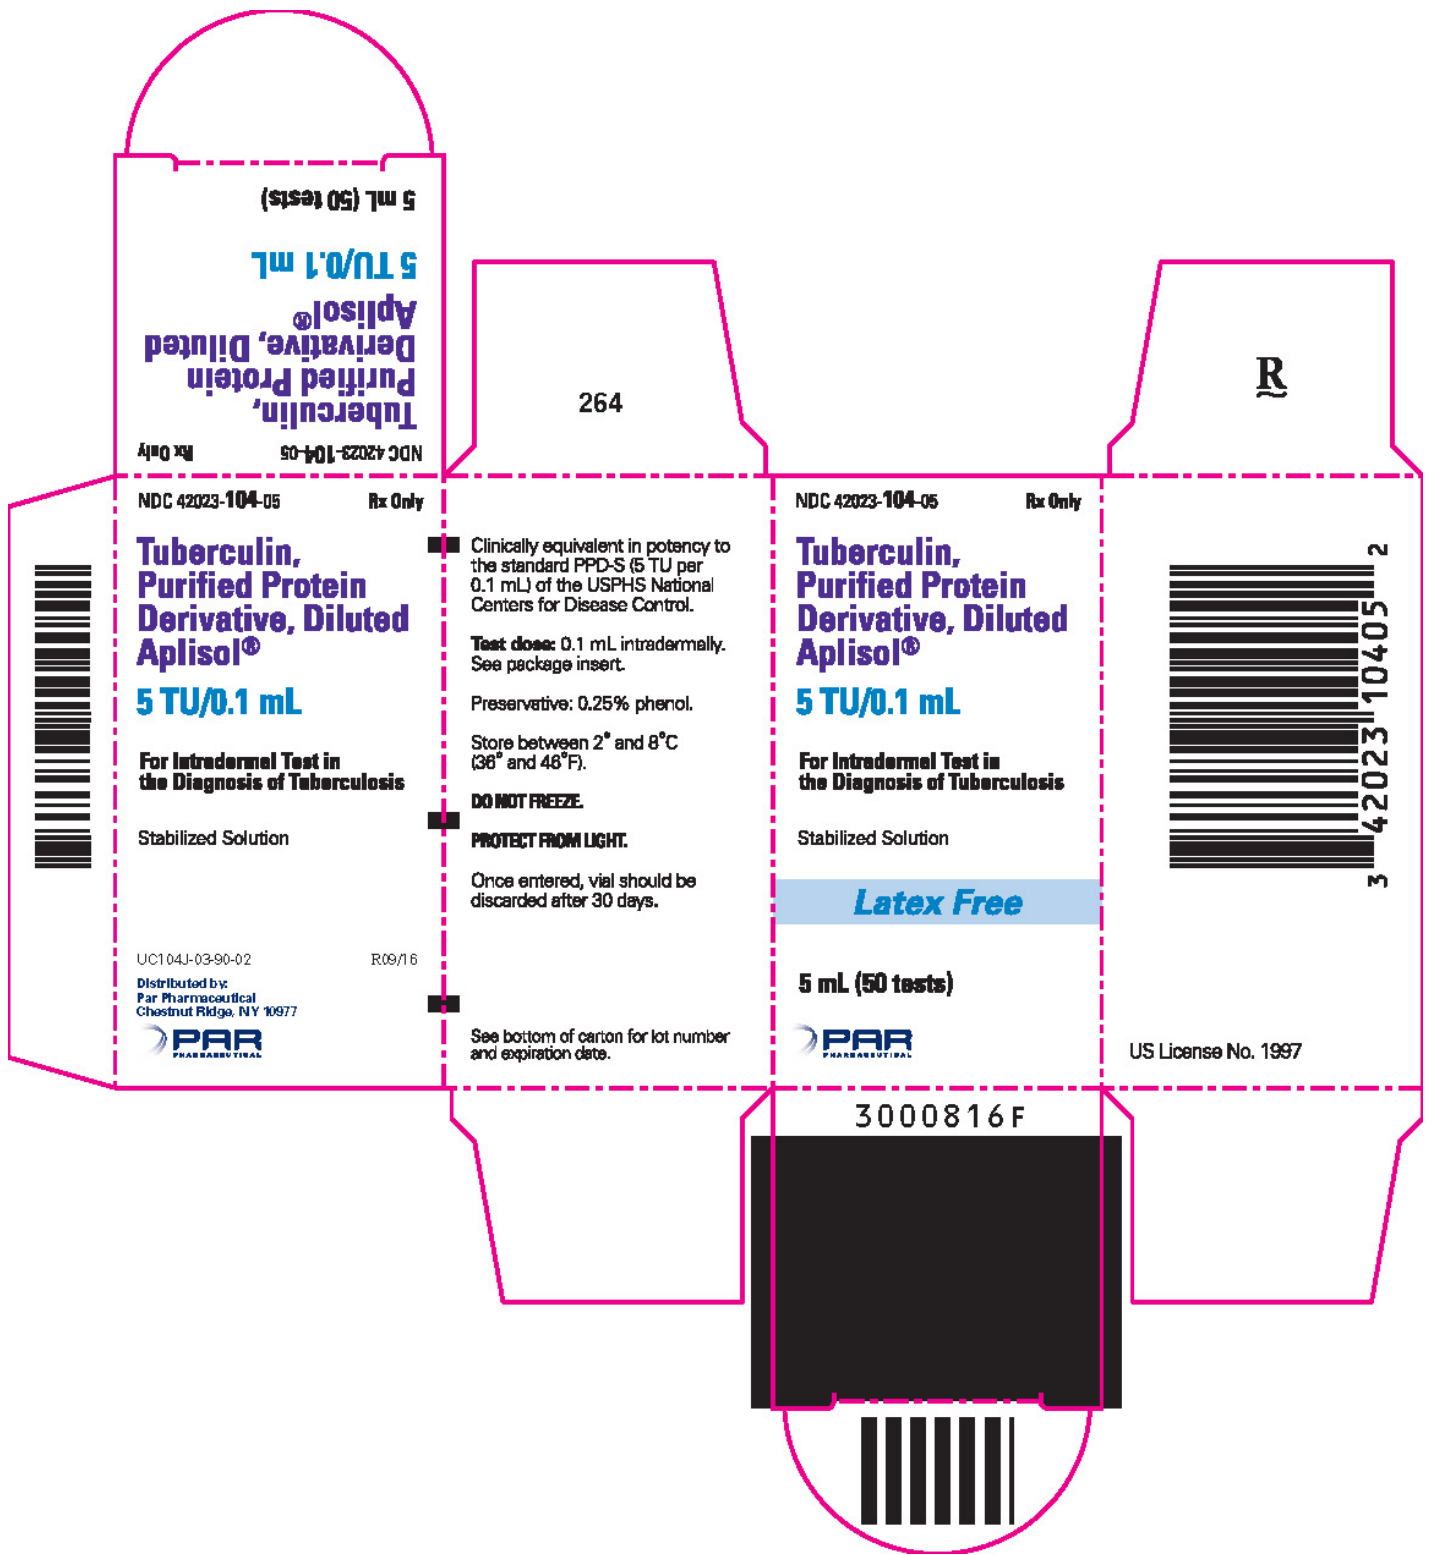 5 mL (50 tests)
5 TU/0.1 mL
Tuberculin,
Purified Protein
Derivative, Diluted
Aplisol®
NDC 42023-104-05 Rx Only
264
R
NDC 42023-104-05 Rx Only
Tuberculin,
Purified Protein
Derivative, Diluted
Aplisol®
5 TU/0.1 mL
For Intradermal Test in
the Diagnosis of Tuberculosis
Stabilized Solution
UC104J-03-90-02 R09/16
Distributed by:
Par Pharmaceutical
Chestnut Ridge, NY 10977
PAR
PHARMACEUTICAL
Clinically equivalent in potency to
the standard PPD-S (5 TU per
0.1 mL) of the USPHS National
Centers for Disease Control.
Test dose: 0.1 mL intradermally.
See package insert.
Preservative: 0.25% phenol.
Store between 2° and 8°C
(36° and 46°F).
DO NOT FREEZE.
PROTECT FROM LIGHT.
Once entered, vial should be
discarded after 30 days.
See bottom of carton for lot number
and expiration date.
NDC 42023-104-05 Rx Only
Tuberculin,
Purified Protein
Derivative, Diluted
Aplisol®
5 TU/0.1 mL
For Intradermal Test in
the Diagnosis of Tuberculosis
Stabilized Solution
Latex Free
5 mL (50 tests)
PAR
PHARMACEUTICAL
3 42023 10405 2
US License No. 1997
3000816F